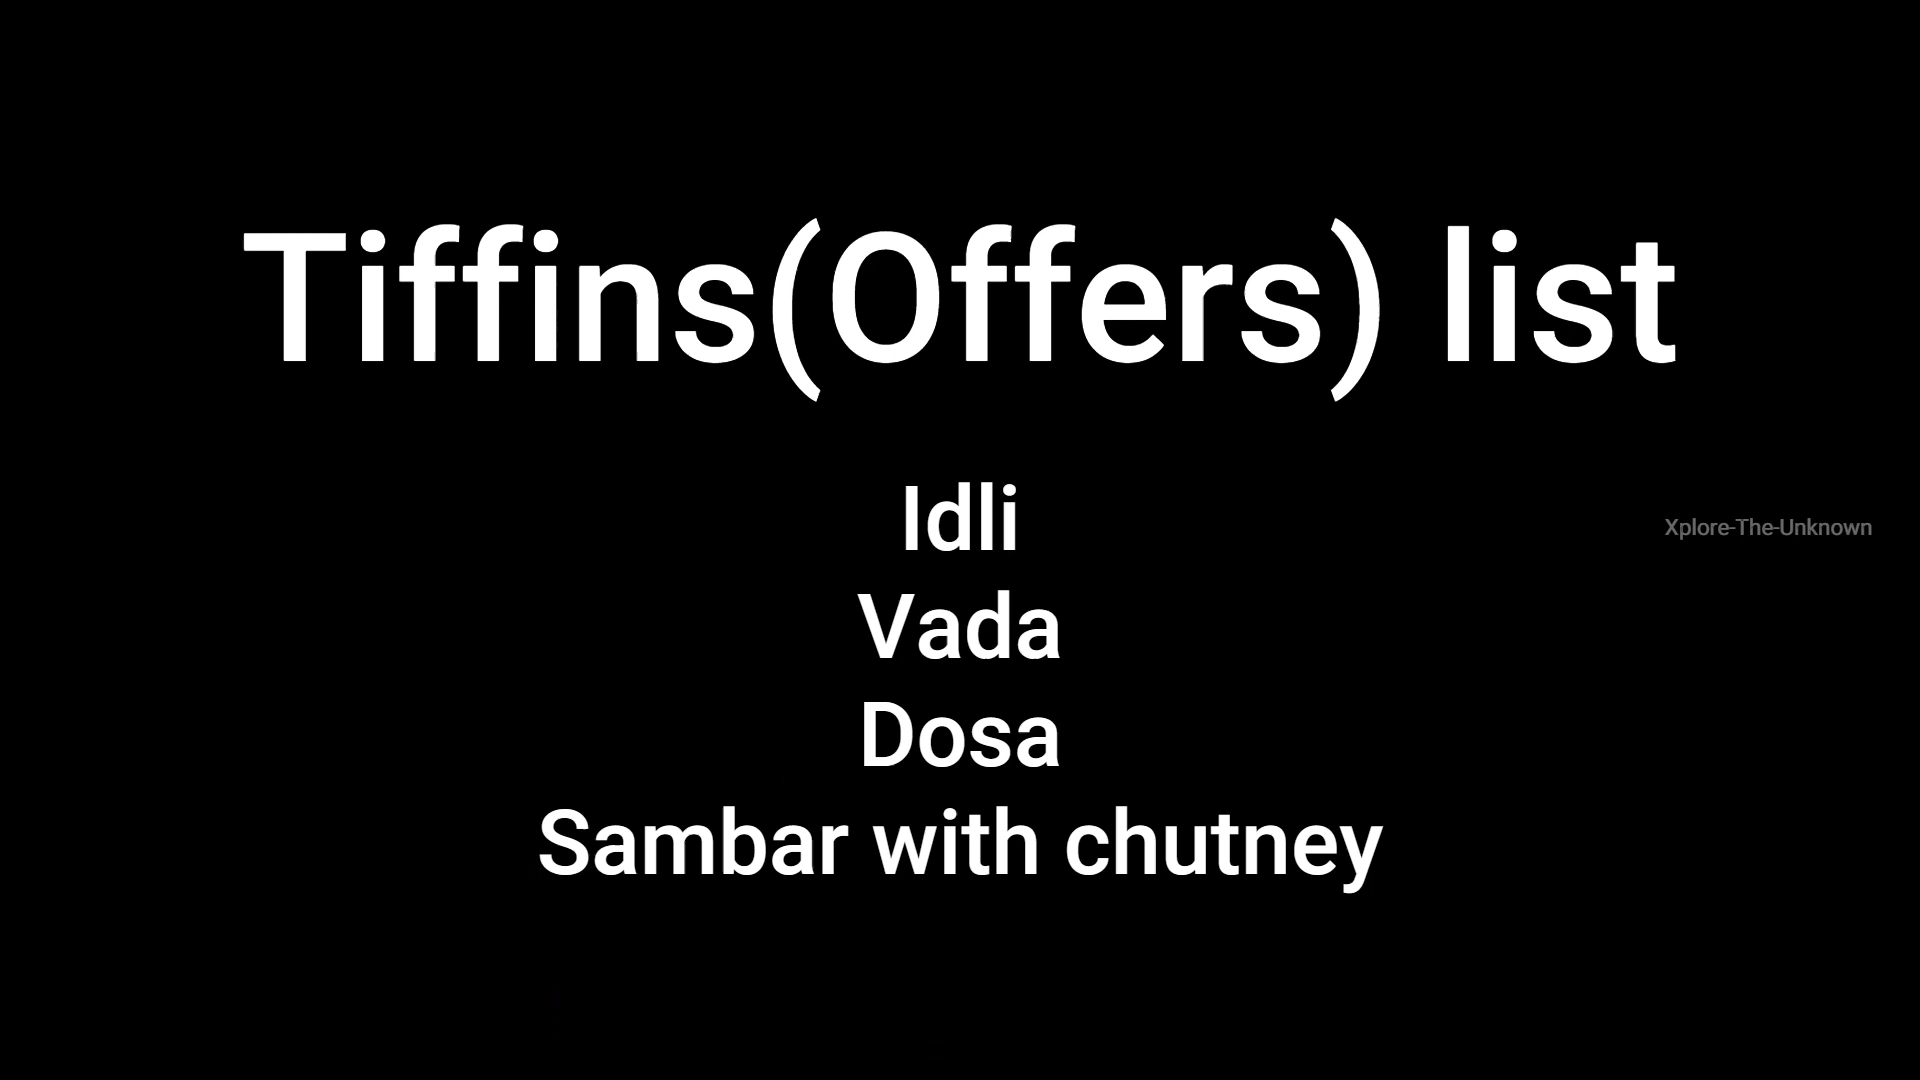 Tiffins(Offers) list
Idli
Xplore-The-Unknown
Vada
Dosa
Sambar with chutney